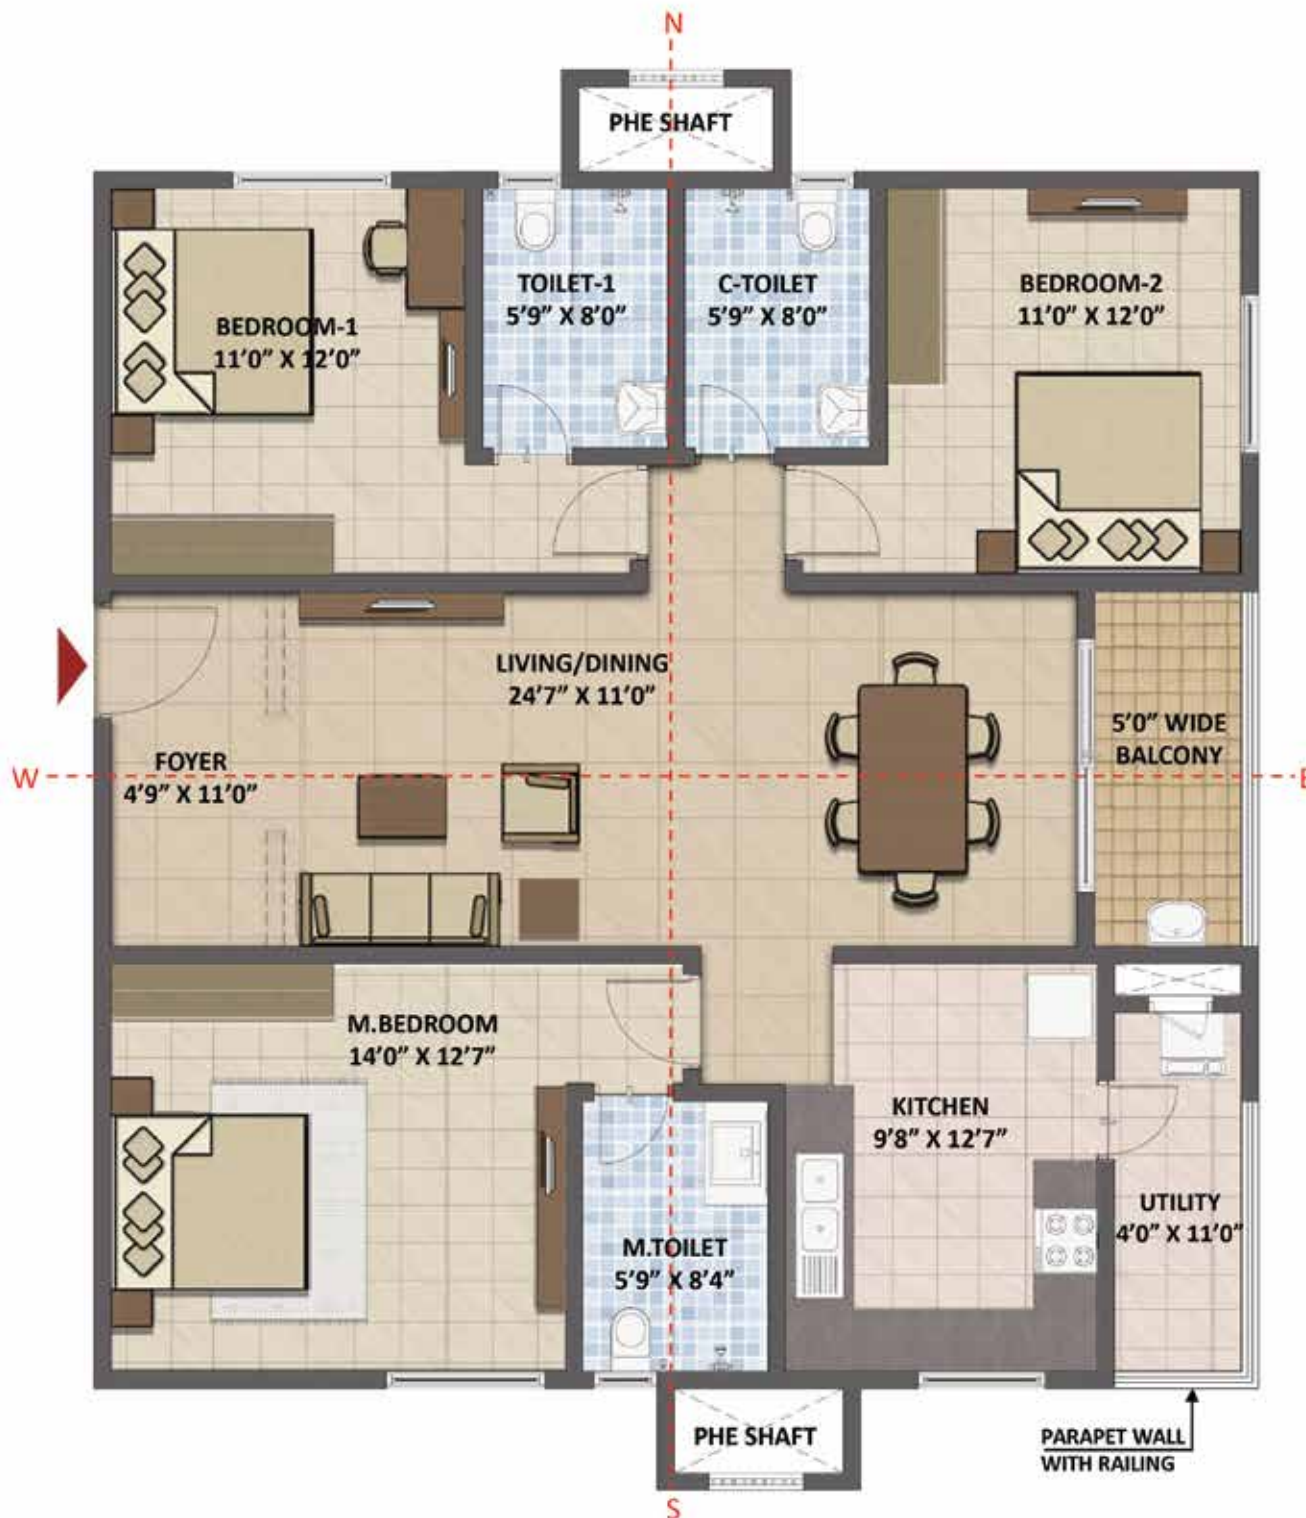 N
PHE SHAFT
TOILET-1
5'9" X 8'0"
C-TOILET
5'9" X 8'0"
BEDROOM-2
11'0" X 12'0"
BEDROOM-1
11'0" X 12'0"
LIVING/DINING
24'7" X 11'0"
5'0" WIDE
BALCONY
FOYER
4'9" X 11'0"
W
E
M.BEDROOM
14'0" X 12'7"
KITCHEN
9'8" X 12'7"
UTILITY
4'0" X 11'0"
M.TOILET
5'9" X 8'4"
PHE SHAFT
PARAPET WALL
WITH RAILING
S